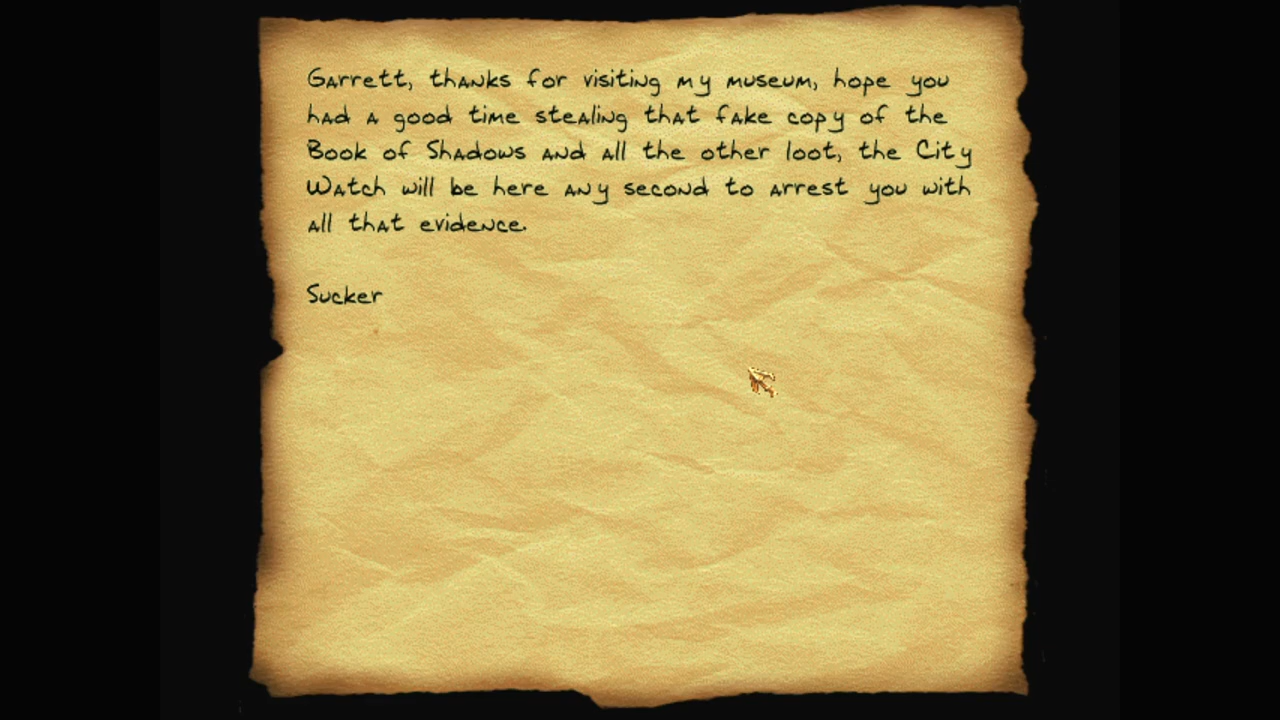 Garrett, thanks for visiting my museum, hope you
had a good time stealing that fake copy of the
Book of Shadows and all the other loot, the City
Watch will be here any second to arrest you with
all that evidence.
Sucker